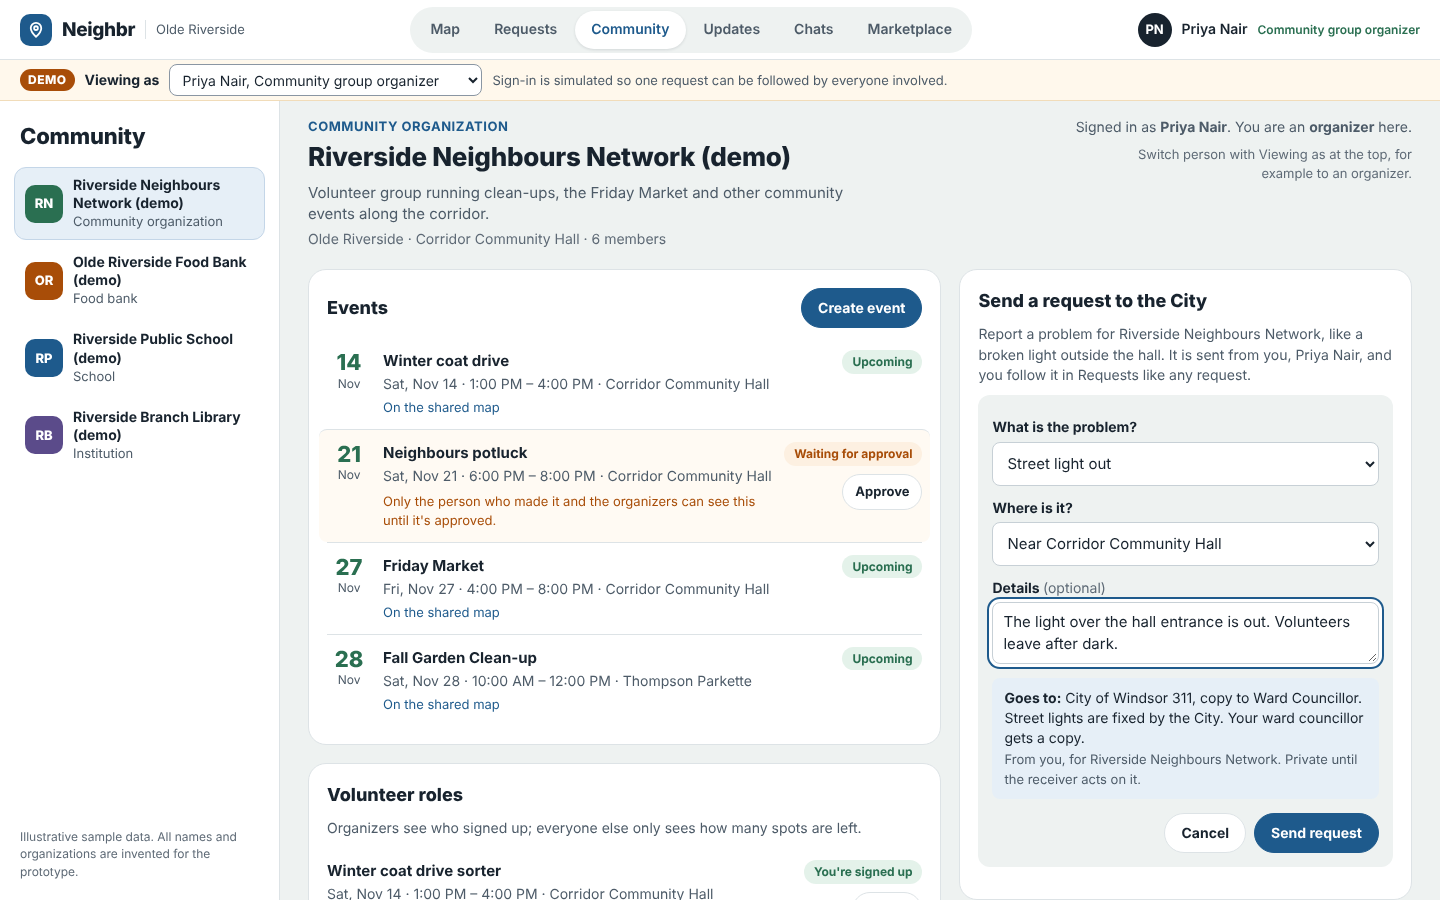 Neighbr
Olde Riverside
Map
Requests
Community
Updates
Chats
Marketplace
PN
Priya Nair
Community group organizer
DEMO
Viewing as
Priya Nair, Community group organizer
Sign-in is simulated so one request can be followed by everyone involved.
Community
RN
Riverside Neighbours
Network (demo)
Community organization
OR
Olde Riverside Food Bank
(demo)
Food bank
RP
Riverside Public School
(demo)
School
RB
Riverside Branch Library
(demo)
Institution
Illustrative sample data. All names and
organizations are invented for the
prototype.
COMMUNITY ORGANIZATION
Riverside Neighbours Network (demo)
Volunteer group running clean-ups, the Friday Market and other community
events along the corridor.
Olde Riverside · Corridor Community Hall · 6 members
Signed in as Priya Nair. You are an organizer here.
Switch person with Viewing as at the top, for
example to an organizer.
Events
Create event
14
Nov
Winter coat drive
Sat, Nov 14 · 1:00 PM – 4:00 PM · Corridor Community Hall
On the shared map
Upcoming
21
Nov
Neighbours potluck
Sat, Nov 21 · 6:00 PM – 8:00 PM · Corridor Community Hall
Only the person who made it and the organizers can see this
until it's approved.
Waiting for approval
Approve
27
Nov
Friday Market
Fri, Nov 27 · 4:00 PM – 8:00 PM · Corridor Community Hall
On the shared map
Upcoming
28
Nov
Fall Garden Clean-up
Sat, Nov 28 · 10:00 AM – 12:00 PM · Thompson Parkette
On the shared map
Upcoming
Volunteer roles
Organizers see who signed up; everyone else only sees how many spots are left.
Winter coat drive sorter
Sat, Nov 14 · 1:00 PM – 4:00 PM · Corridor Community Hall
You're signed up
Send a request to the City
Report a problem for Riverside Neighbours Network, like a
broken light outside the hall. It is sent from you, Priya Nair, and
you follow it in Requests like any request.
What is the problem?
Street light out
Where is it?
Near Corridor Community Hall
Details (optional)
The light over the hall entrance is out. Volunteers
leave after dark.
Goes to: City of Windsor 311, copy to Ward Councillor.
Street lights are fixed by the City. Your ward councillor
gets a copy.
From you, for Riverside Neighbours Network. Private until
the receiver acts on it.
Cancel
Send request